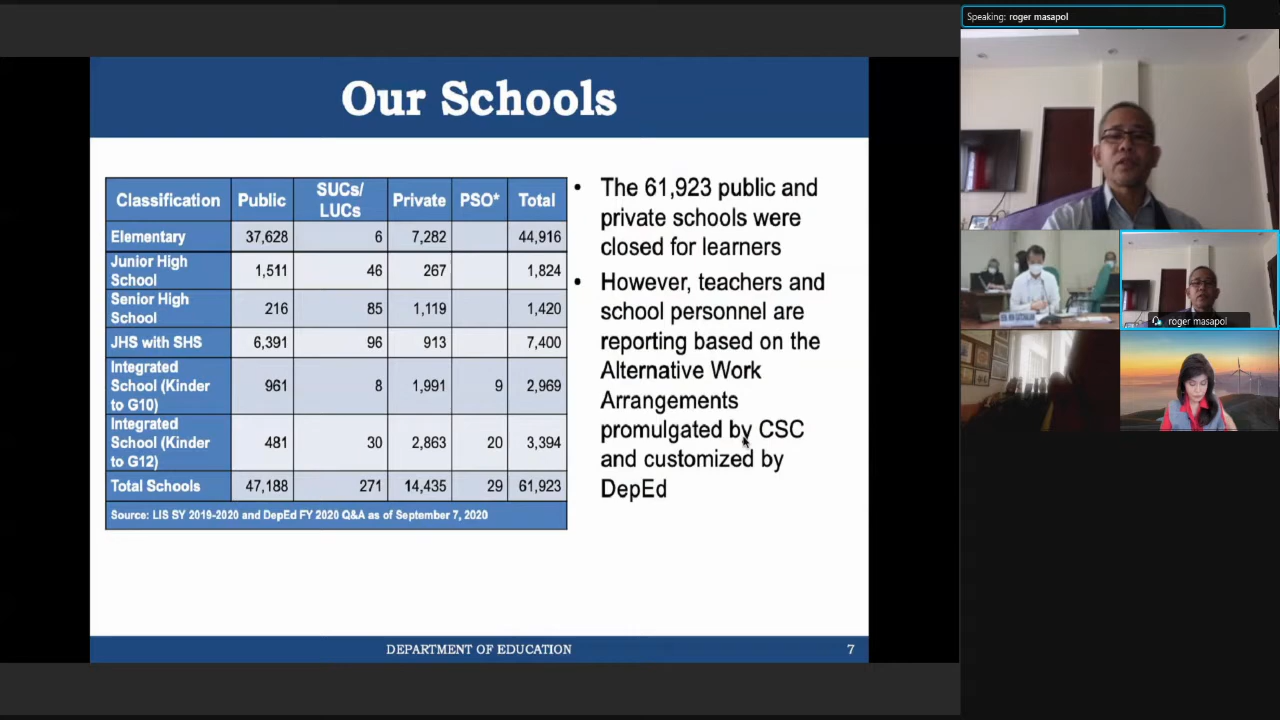 Speaking: roger masapol
Our Schools
Classification Public SUCs/ LUCs Private PSO* Total
Elementary 37,628 6 7,282 44,916
Junior High School 1,511 46 267 1,824
Senior High School 216 85 1,119 1,420
JHS with SHS 6,391 96 913 7,400
Integrated School (Kinder to G10) 961 8 1,991 9 2,969
Integrated School (Kinder to G12) 481 30 2,863 20 3,394
Total Schools 47,188 271 14,435 29 61,923
Source: LIS SY 2019-2020 and DepEd FY 2020 Q&A as of September 7, 2020
• The 61,923 public and
private schools were
closed for learners
• However, teachers and
school personnel are
reporting based on the
Alternative Work
Arrangements
promulgated by CSC
and customized by
DepEd
DEPARTMENT OF EDUCATION
7
roger masapol